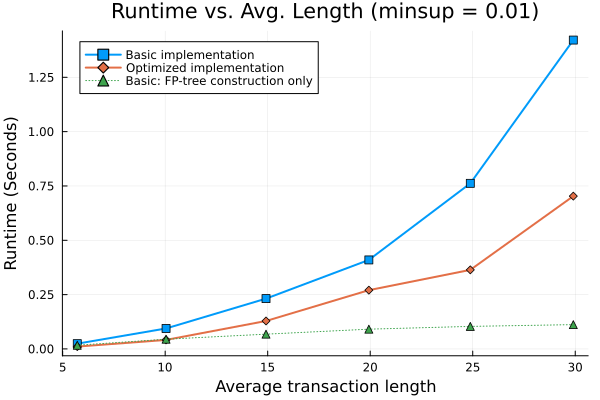 Runtime vs. Avg. Length (minsup = 0.01)
Basic implementation
Optimized implementation
Basic: FP-tree construction only
Runtime (Seconds)
1.25
1.00
0.75
0.50
0.25
0.00
5 10 15 20 25 30
Average transaction length